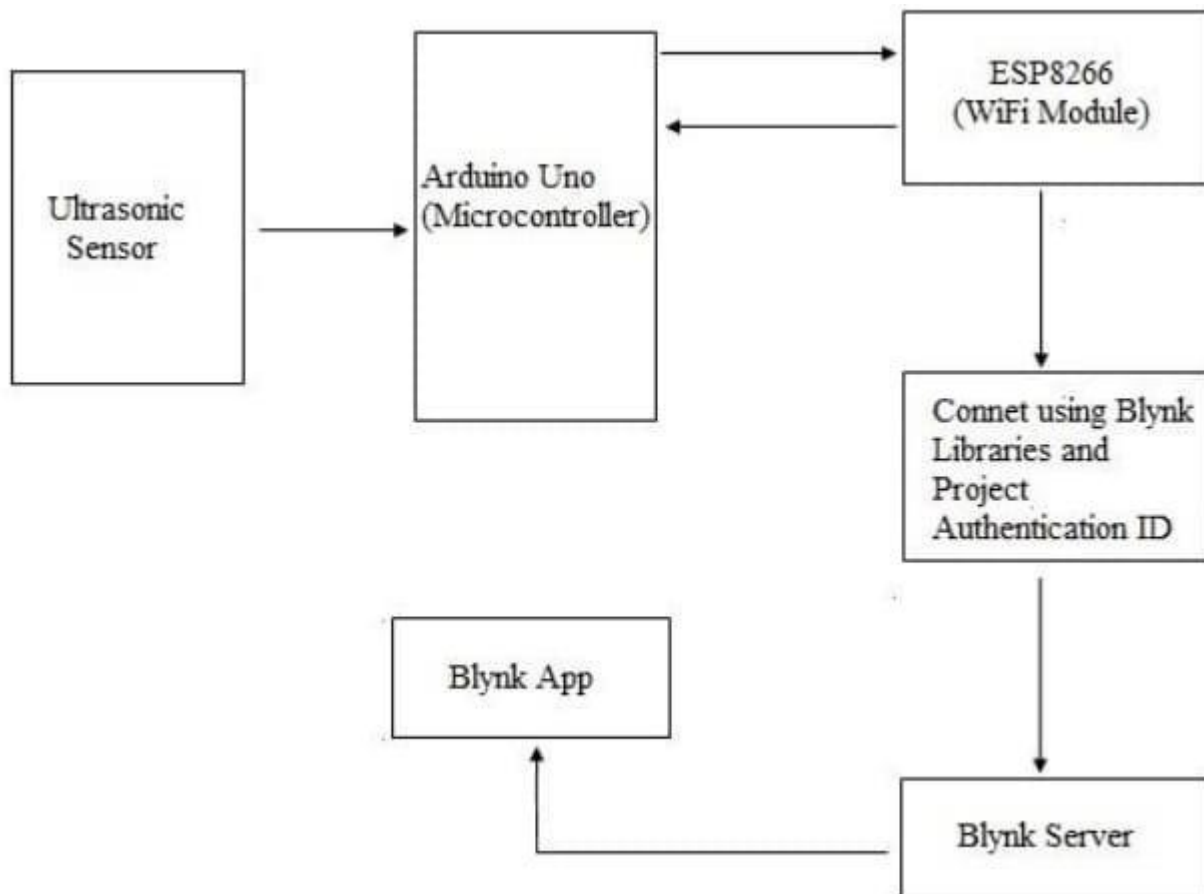 Ultrasonic
Sensor
Arduino Uno
(Microcontroller)
ESP8266
(WiFi Module)
Connet using Blynk
Libraries and
Project
Authentication ID
Blynk Server
Blynk App